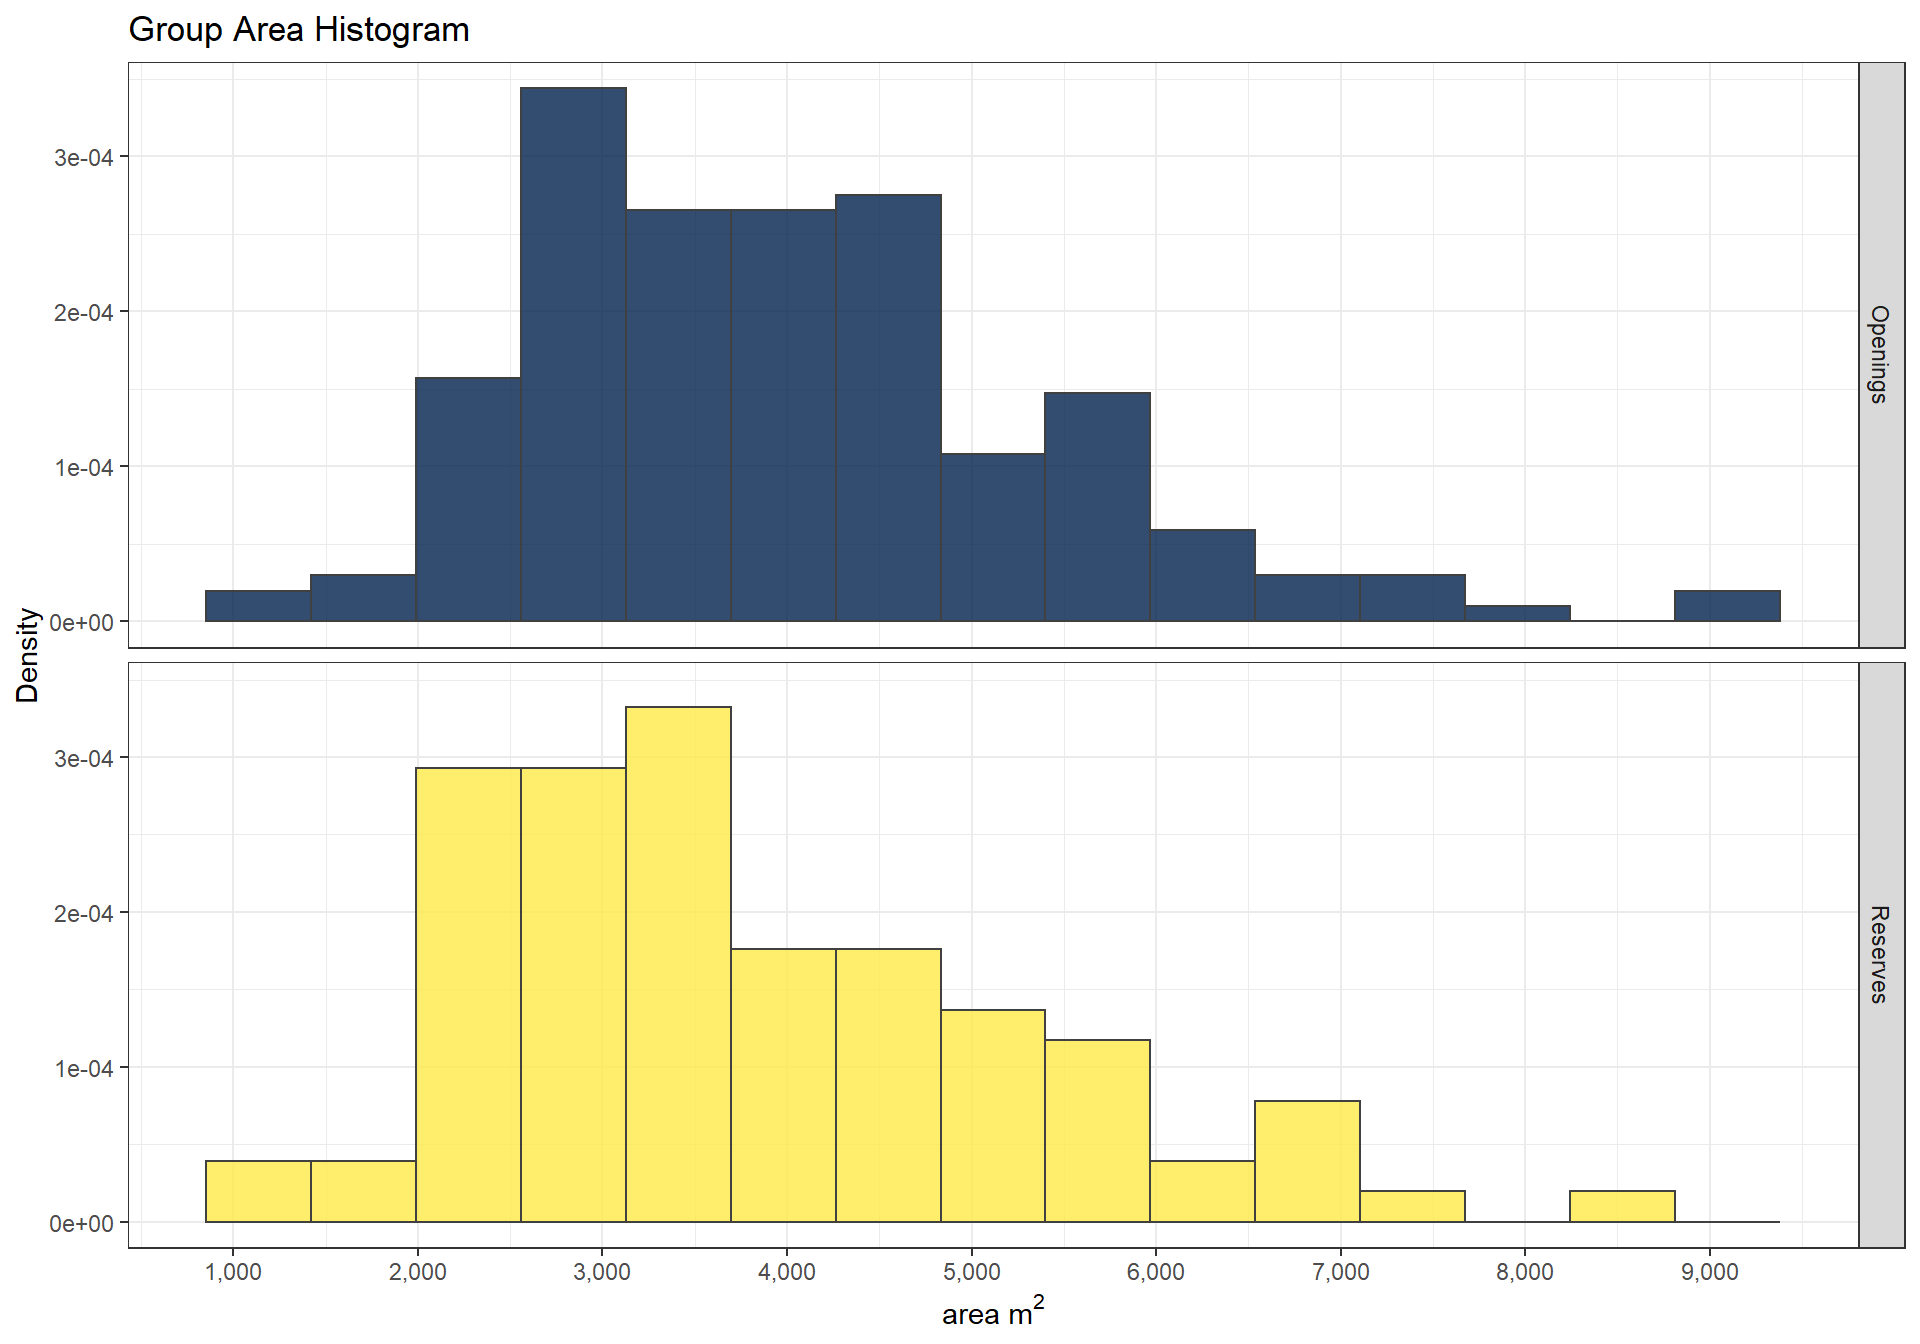 Group Area Histogram
3e-04
2e-04
1e-04
0e+00
Openings
Density
3e-04
2e-04
1e-04
0e+00
Reserves
1,000 2,000 3,000 4,000 5,000 6,000 7,000 8,000 9,000
area m²